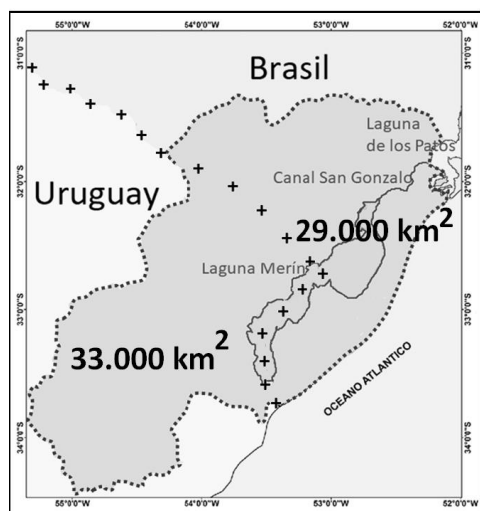 55°0'0"W 54°0'0"W 53°0'0"W 52°0'0"W
31°0'0"S
31°0'0"S
Brasil
Laguna
de los Patos
Canal San Gonzalo
32°0'0"S
32°0'0"S
Uruguay
29.000 km²
Laguna Merín
33°0'0"S
33°0'0"S
33.000 km²
OCEANO ATLANTICO
34°0'0"S
34°0'0"S
55°0'0"W 54°0'0"W 53°0'0"W 52°0'0"W